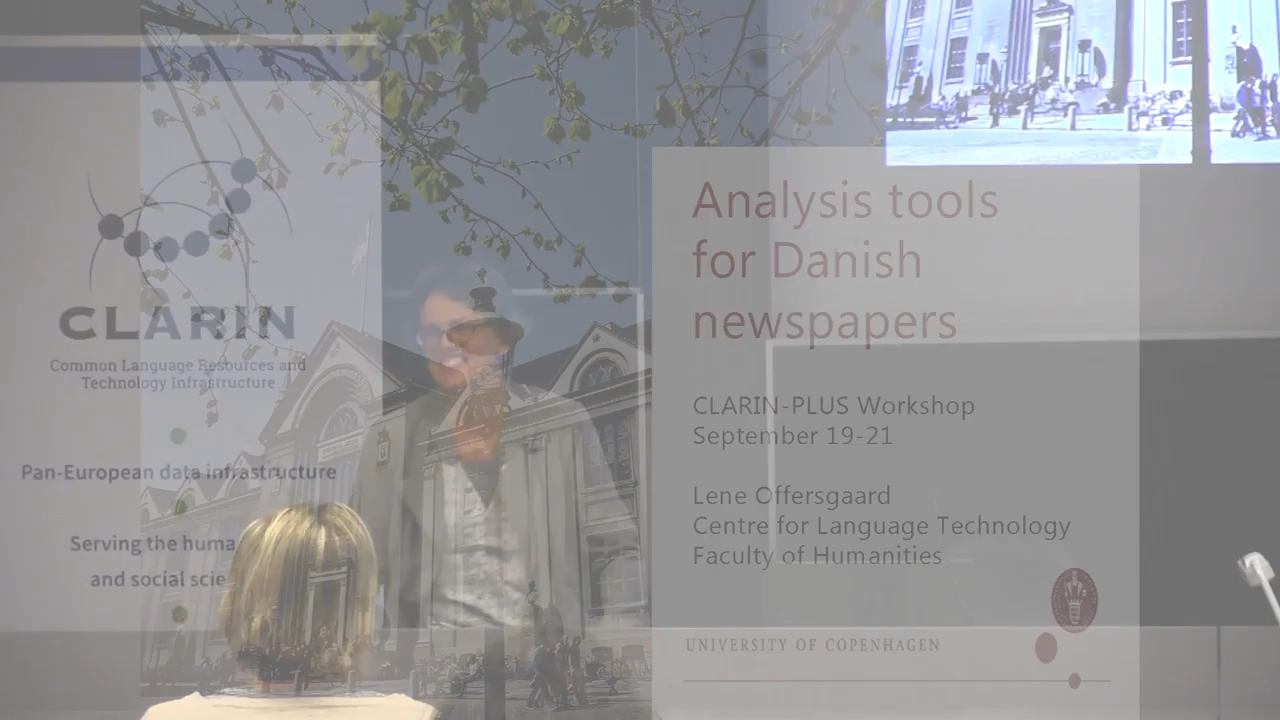 CLARIN
Common Language Resources and
Technology Infrastructure
Pan-European data infrastructure
Serving the huma
and social scie
Analysis tools
for Danish
newspapers
CLARIN-PLUS Workshop
September 19-21
Lene Offersgaard
Centre for Language Technology
Faculty of Humanities
UNIVERSITY OF COPENHAGEN